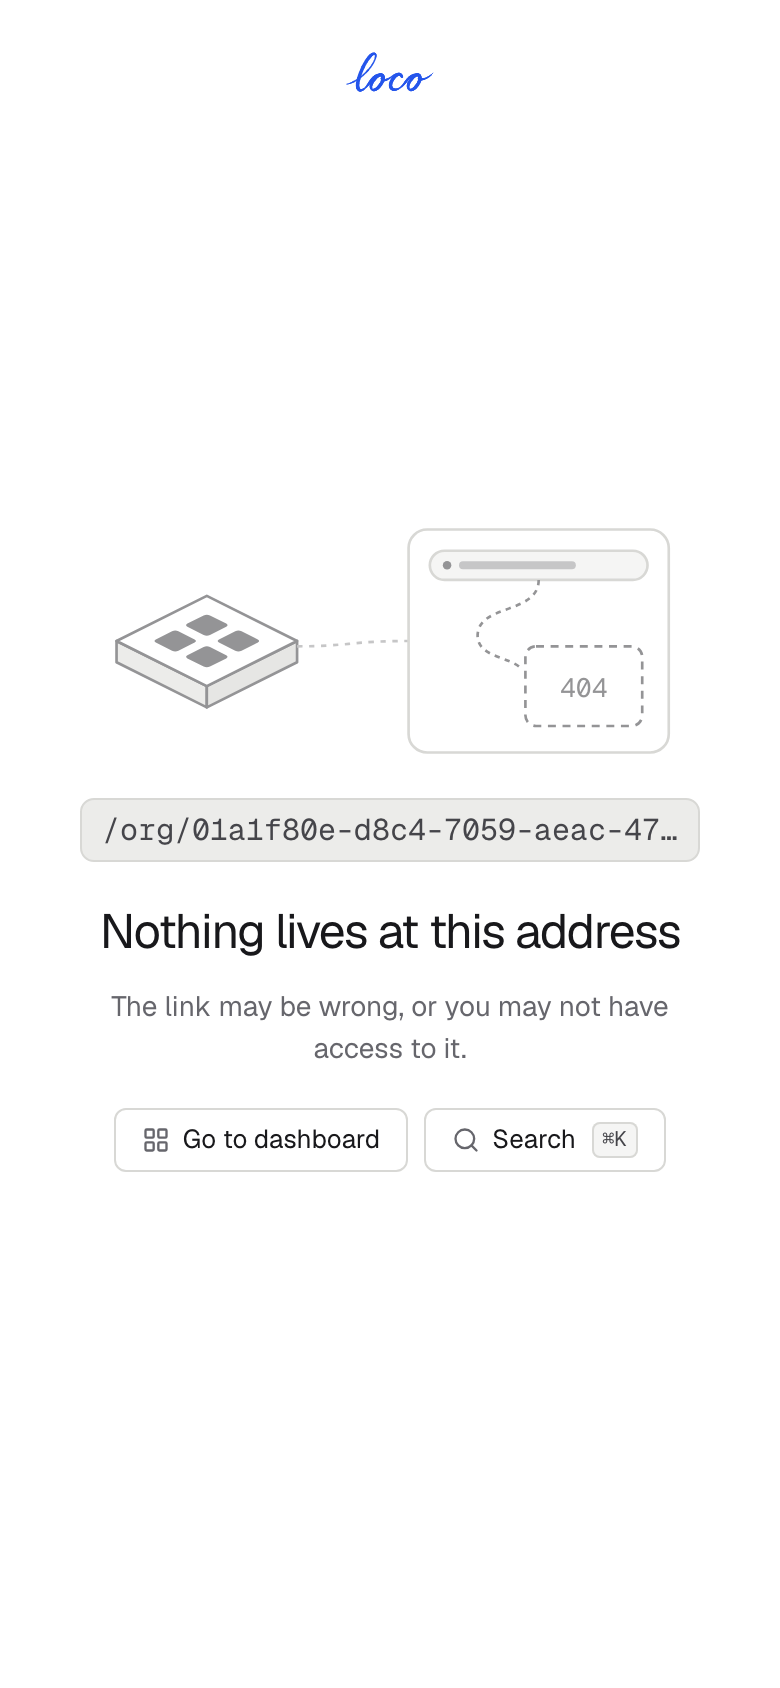 loco
404
/org/01a1f80e-d8c4-7059-aeac-47…
Nothing lives at this address
The link may be wrong, or you may not have
access to it.
Go to dashboard
Search ⌘K